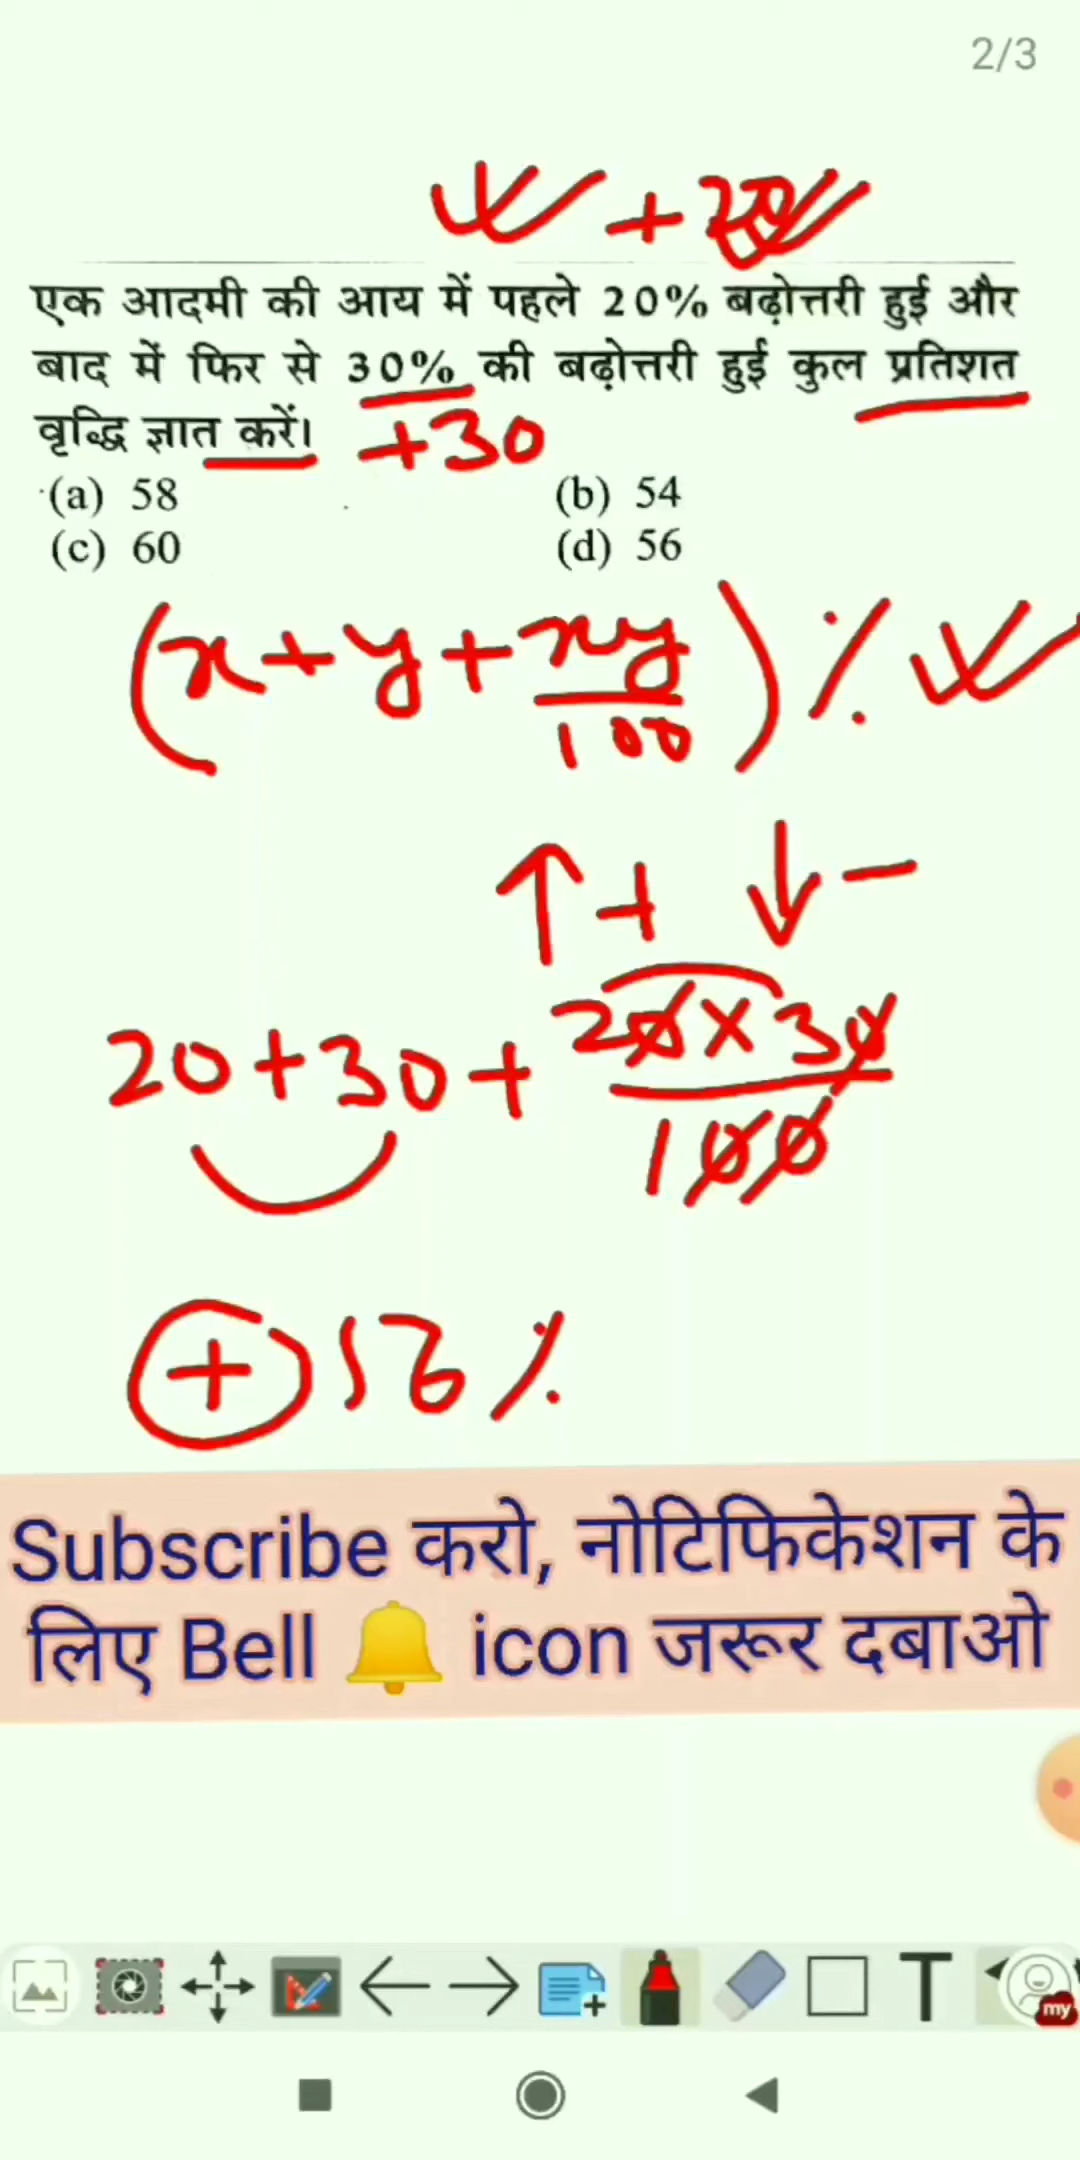 2/3
+20
एक आदमी की आय में पहले 20% बढ़ोत्तरी हुई और
बाद में फिर से 30% की बढ़ोत्तरी हुई कुल प्रतिशत
वृद्धि ज्ञात करें।
+30
(a) 58 (b) 54
(c) 60 (d) 56
(x+y+xy/100)%
↑+ ↓-
20+30+20×30/100
+56%
Subscribe करो, नोटिफिकेशन के
लिए Bell 🔔 icon जरूर दबाओ
T
my